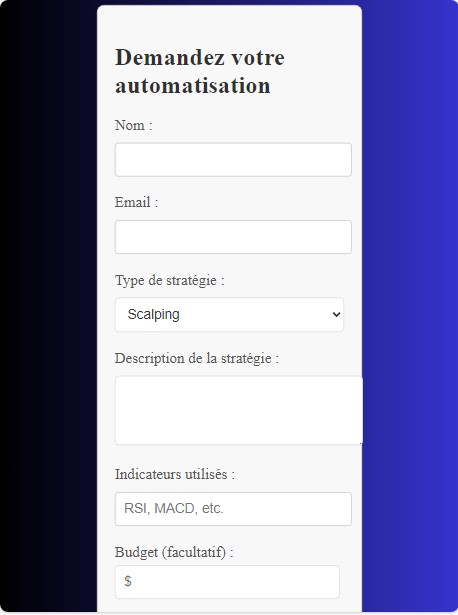 Demandez votre
automatisation
Nom :
Email :
Type de stratégie :
Scalping
Description de la stratégie :
Indicateurs utilisés :
RSI, MACD, etc.
Budget (facultatif) :
$